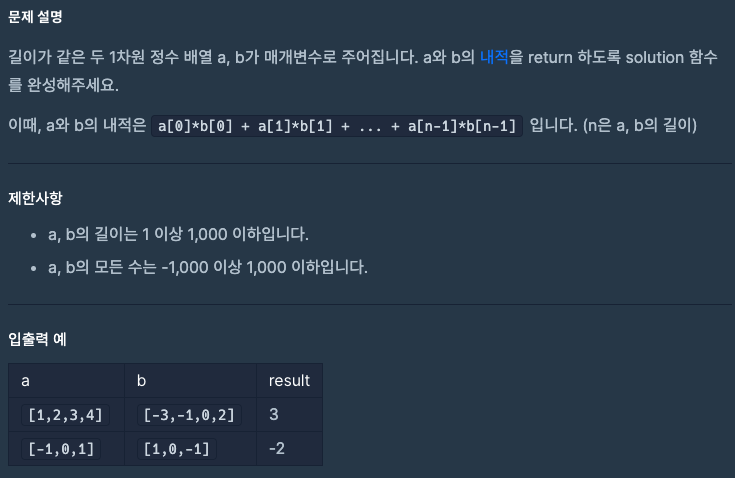 문제 설명
길이가 같은 두 1차원 정수 배열 a, b가 매개변수로 주어집니다. a와 b의 내적을 return 하도록 solution 함수
를 완성해주세요.
이때, a와 b의 내적은 a[0]*b[0] + a[1]*b[1] + ... + a[n-1]*b[n-1] 입니다. (n은 a, b의 길이)
제한사항
• a, b의 길이는 1 이상 1,000 이하입니다.
• a, b의 모든 수는 -1,000 이상 1,000 이하입니다.
입출력 예
a b result
[1,2,3,4] [-3,-1,0,2] 3
[-1,0,1] [1,0,-1] -2